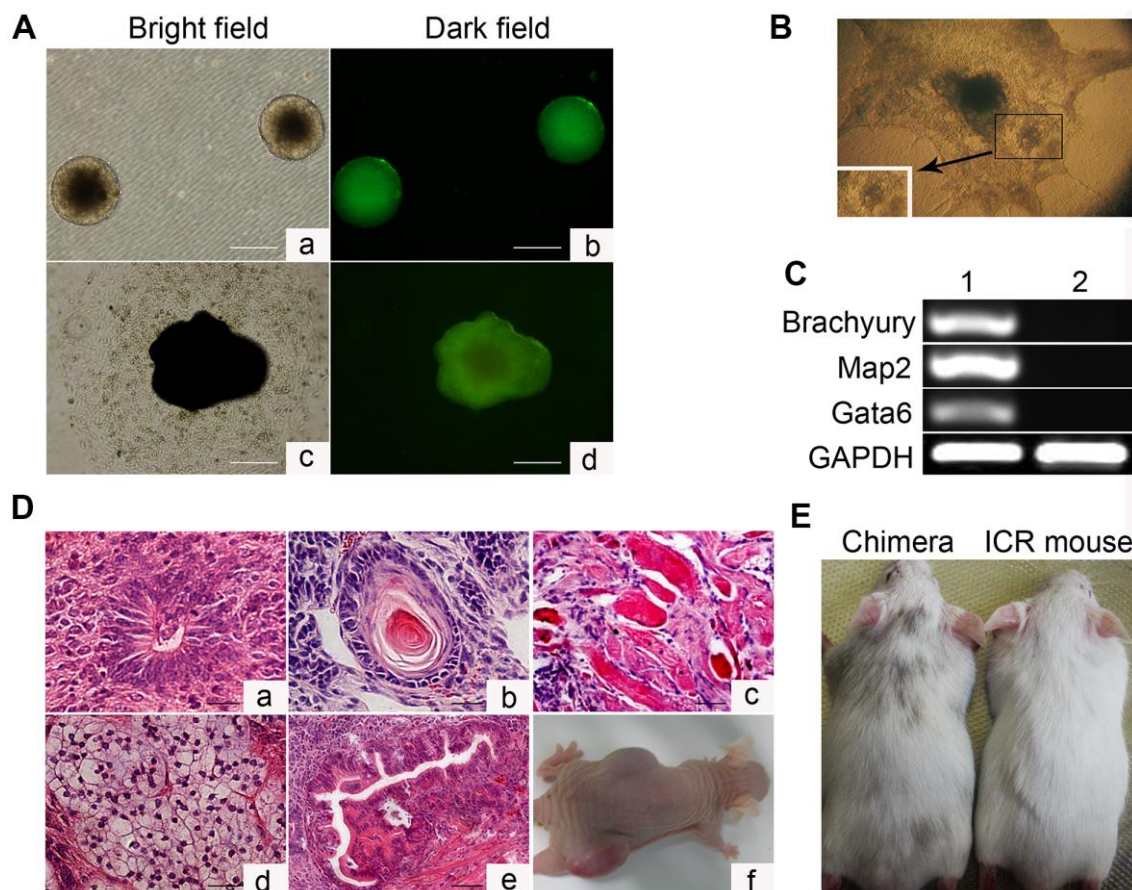 A
Bright field
Dark field
a
b
c
d
B
C
1 2
Brachyury
Map2
Gata6
GAPDH
D
a
b
c
d
e
f
E
Chimera ICR mouse